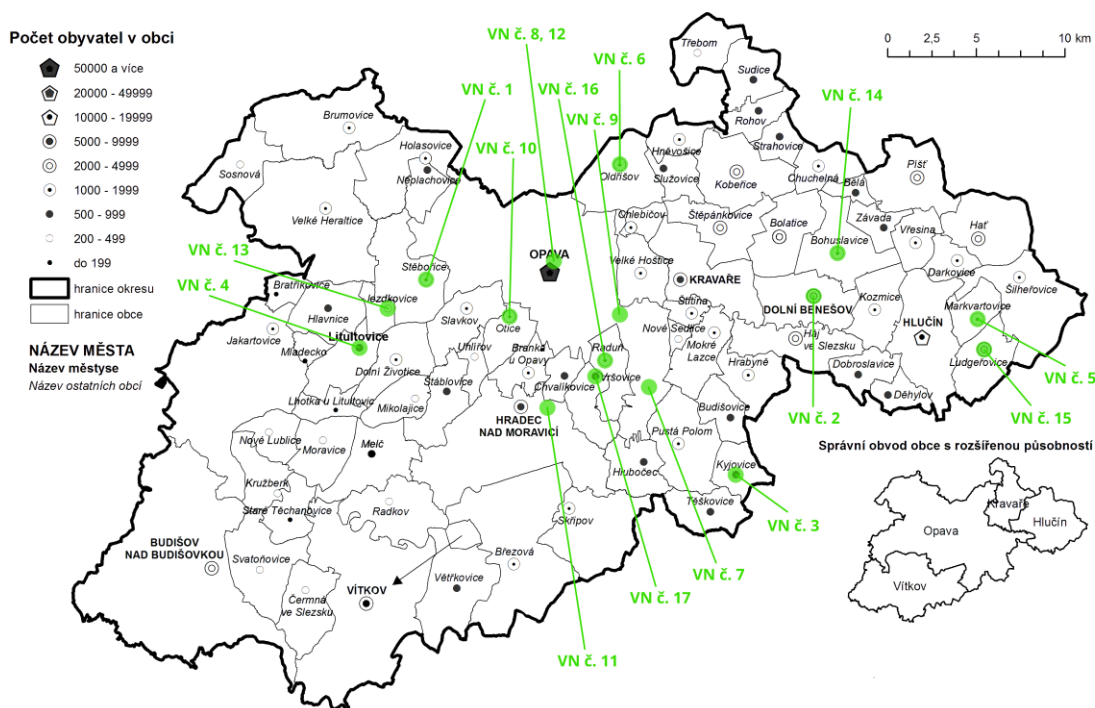 Počet obyvatel v obci
50000 a více
20000 - 49999
10000 - 19999
5000 - 9999
2000 - 4999
1000 - 1999
500 - 999
200 - 499
do 199
hranice okresu
hranice obce
NÁZEV MĚSTA
Název městyse
Název ostatních obcí
0 2,5 5 10 km
VN č. 8, 12
VN č. 6
VN č. 1
VN č. 16
VN č. 9
VN č. 14
VN č. 10
VN č. 13
VN č. 4
VN č. 5
VN č. 2
VN č. 15
VN č. 3
VN č. 7
VN č. 17
VN č. 11
Třebom
Sudice
Rohov
Strahovice
Brumovice
Holasovice
Neplachovice
Sosnová
Velké Heraltice
Hněvošice
Oldřišov
Služovice
Kobeřice
Chuchelná
Bělá
Píšť
Chlebičov
Štěpánkovice
Bolatice
Závada
Bohuslavice
Vřesina
Hať
Darkovice
Šilheřovice
Markvartovice
Stěbořice
OPAVA
Velké Hoštice
KRAVAŘE
Bratříkovice
Jezdkovice
Hlavnice
Litultovice
Jakartovice
Mladecko
Dolní Životice
Slavkov
Otice
Uhlířov
Branka
u Opavy
Raduň
Štítina
Nové Sedlice
Mokré
Lazce
DOLNÍ BENEŠOV
Kozmice
HLUČÍN
Háj
ve Slezsku
Ludgeřovice
Dobroslavice
Děhylov
Hrabyně
Lhotka u Litultovic
Stáblovice
Mikolajice
Chvalíkovice
Vršovice
HRADEC
NAD MORAVICÍ
Budišovice
Pustá Polom
Hlubočec
Kyjovice
Těškovice
Nové Lublice
Moravice
Melč
Kružberk
Staré Těchanovice
Radkov
Skřipov
BUDIŠOV
NAD BUDIŠOVKOU
Svatoňovice
Čermná
ve Slezsku
VÍTKOV
Větřkovice
Březová
Správní obvod obce s rozšířenou působností
Kravaře
Opava
Hlučín
Vítkov